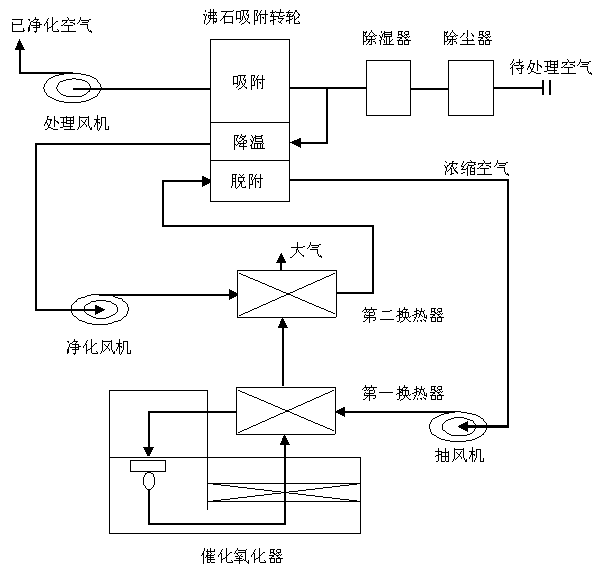 已净化空气
沸石吸附转轮
除湿器
除尘器
待处理空气
吸附
处理风机
降温
脱附
浓缩空气
大气
第二换热器
净化风机
第一换热器
抽风机
催化氧化器